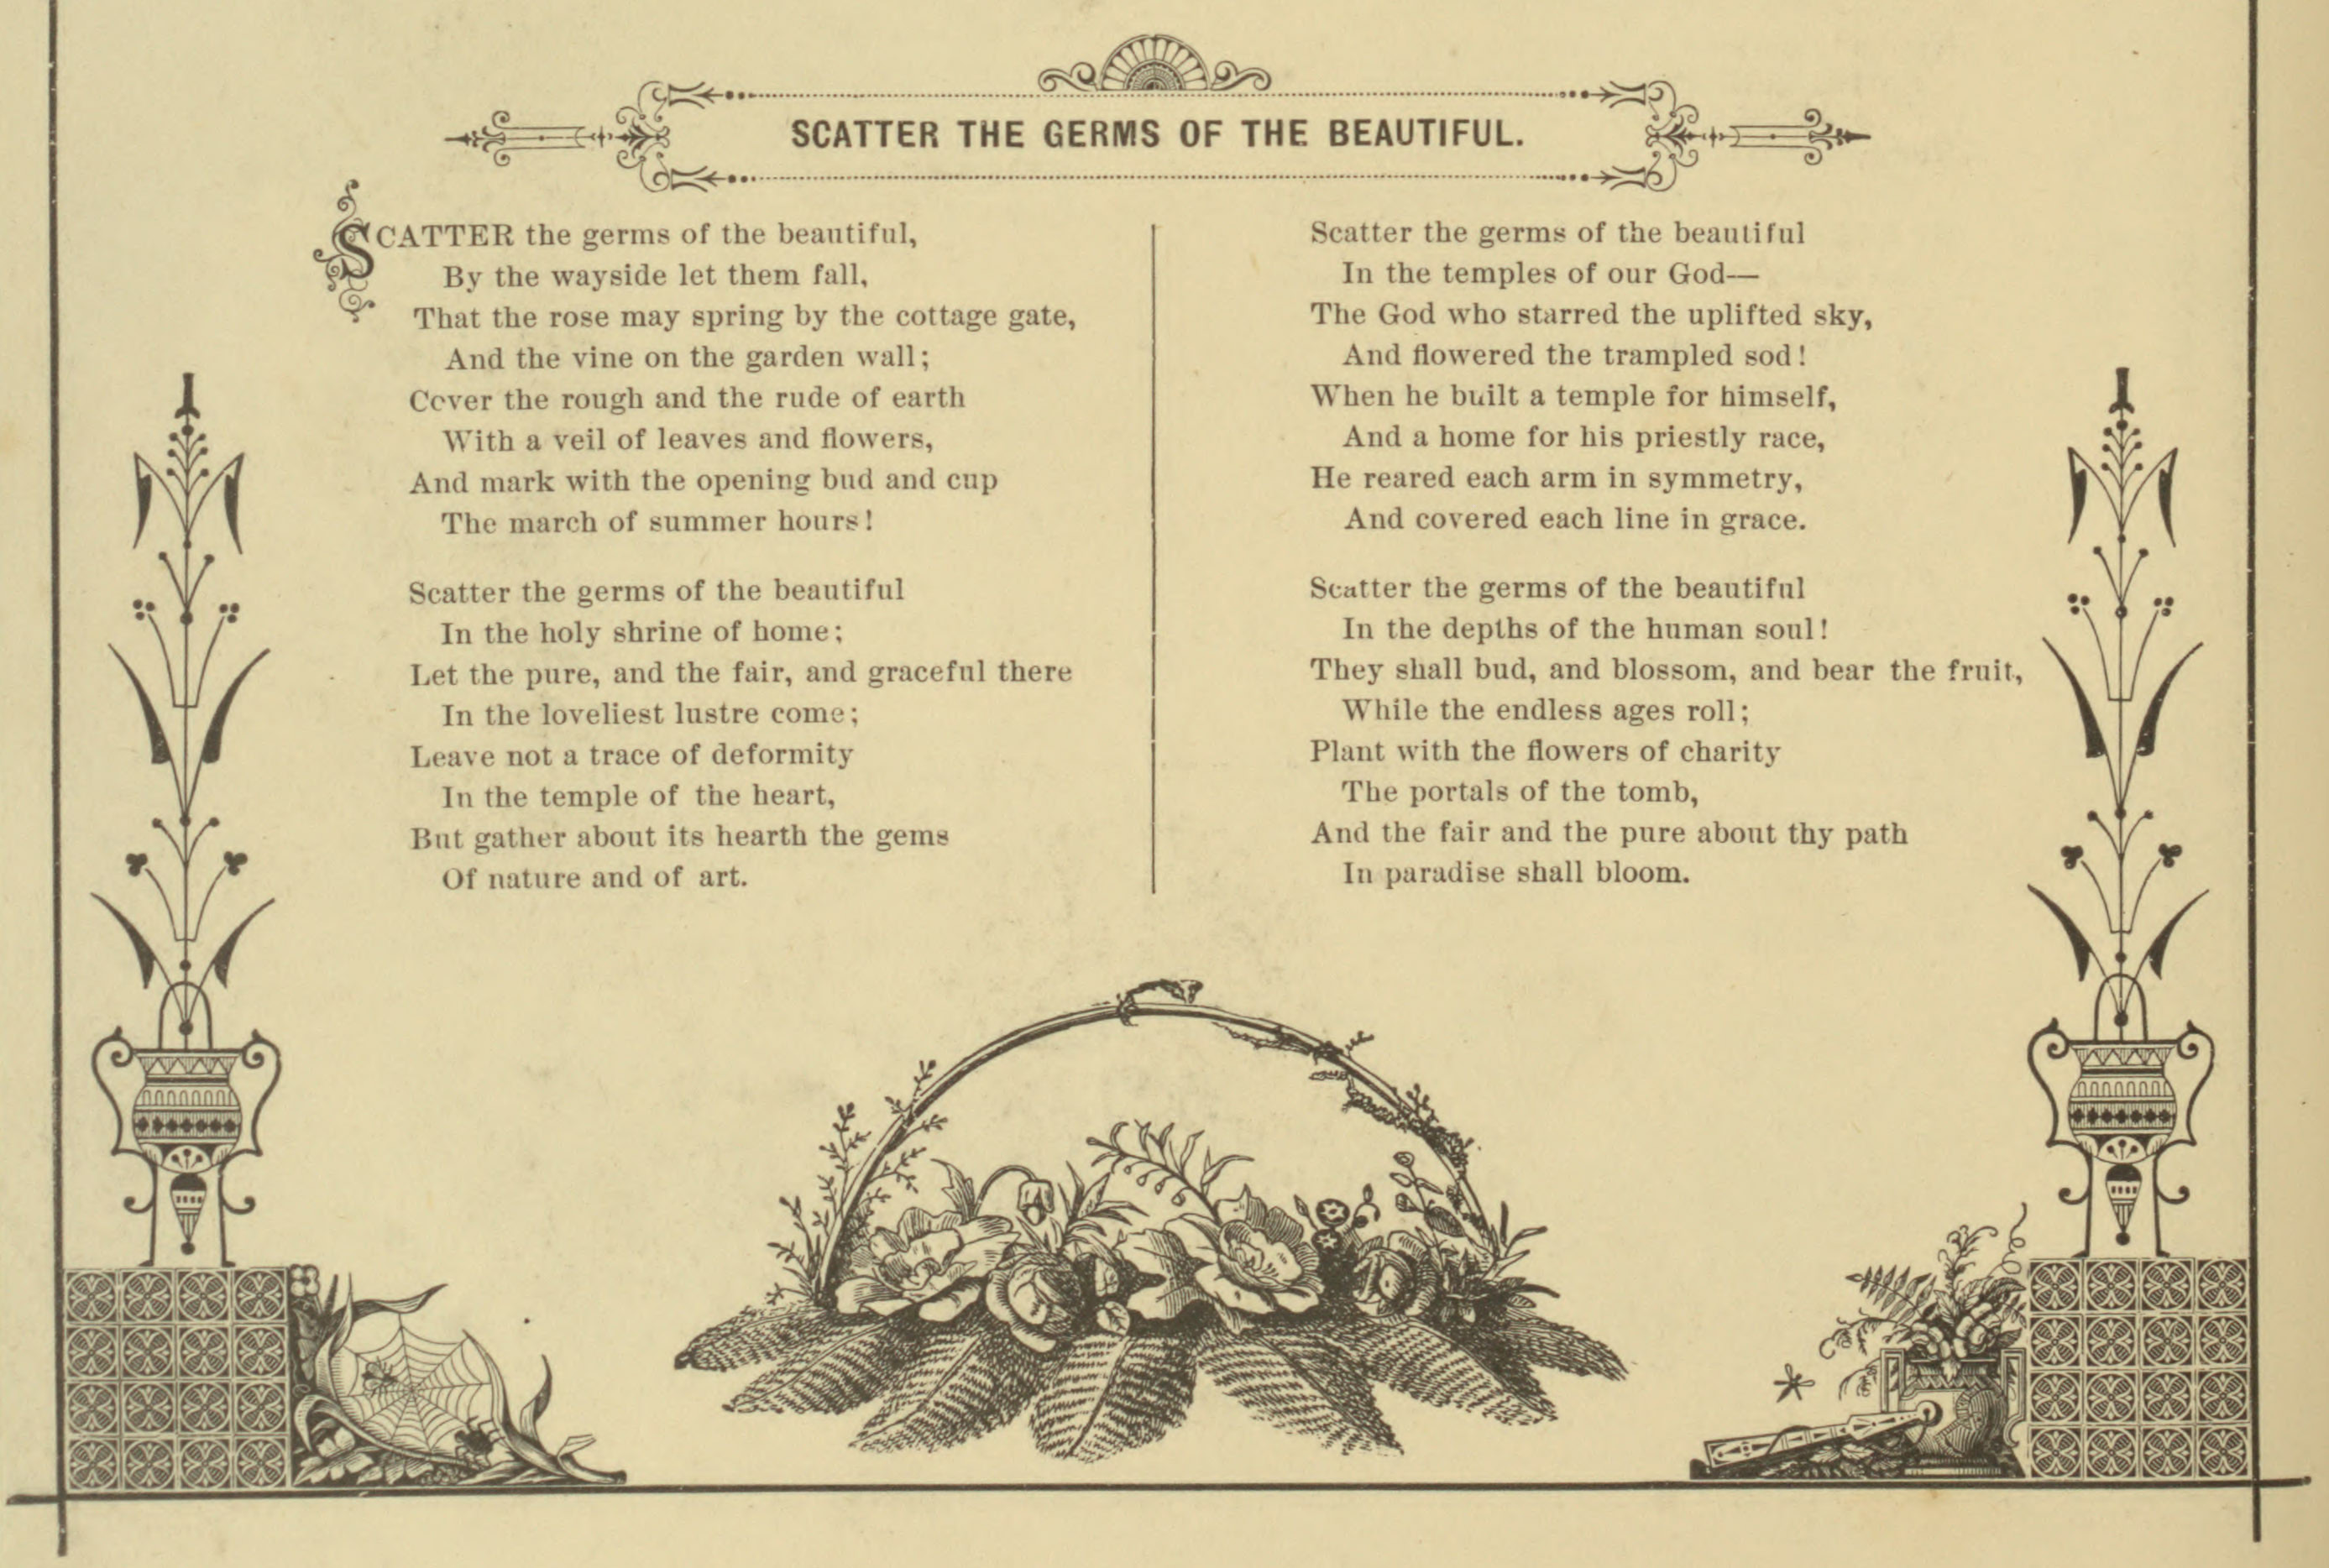 SCATTER THE GERMS OF THE BEAUTIFUL.
SCATTER the germs of the beautiful,
By the wayside let them fall,
That the rose may spring by the cottage gate,
And the vine on the garden wall;
Cover the rough and the rude of earth
With a veil of leaves and flowers,
And mark with the opening bud and cup
The march of summer hours!
Scatter the germs of the beautiful
In the holy shrine of home;
Let the pure, and the fair, and graceful there
In the loveliest lustre come;
Leave not a trace of deformity
In the temple of the heart,
But gather about its hearth the gems
Of nature and of art.
Scatter the germs of the beautiful
In the temples of our God—
The God who starred the uplifted sky,
And flowered the trampled sod!
When he built a temple for himself,
And a home for his priestly race,
He reared each arm in symmetry,
And covered each line in grace.
Scatter the germs of the beautiful
In the depths of the human soul!
They shall bud, and blossom, and bear the fruit,
While the endless ages roll;
Plant with the flowers of charity
The portals of the tomb,
And the fair and the pure about thy path
In paradise shall bloom.